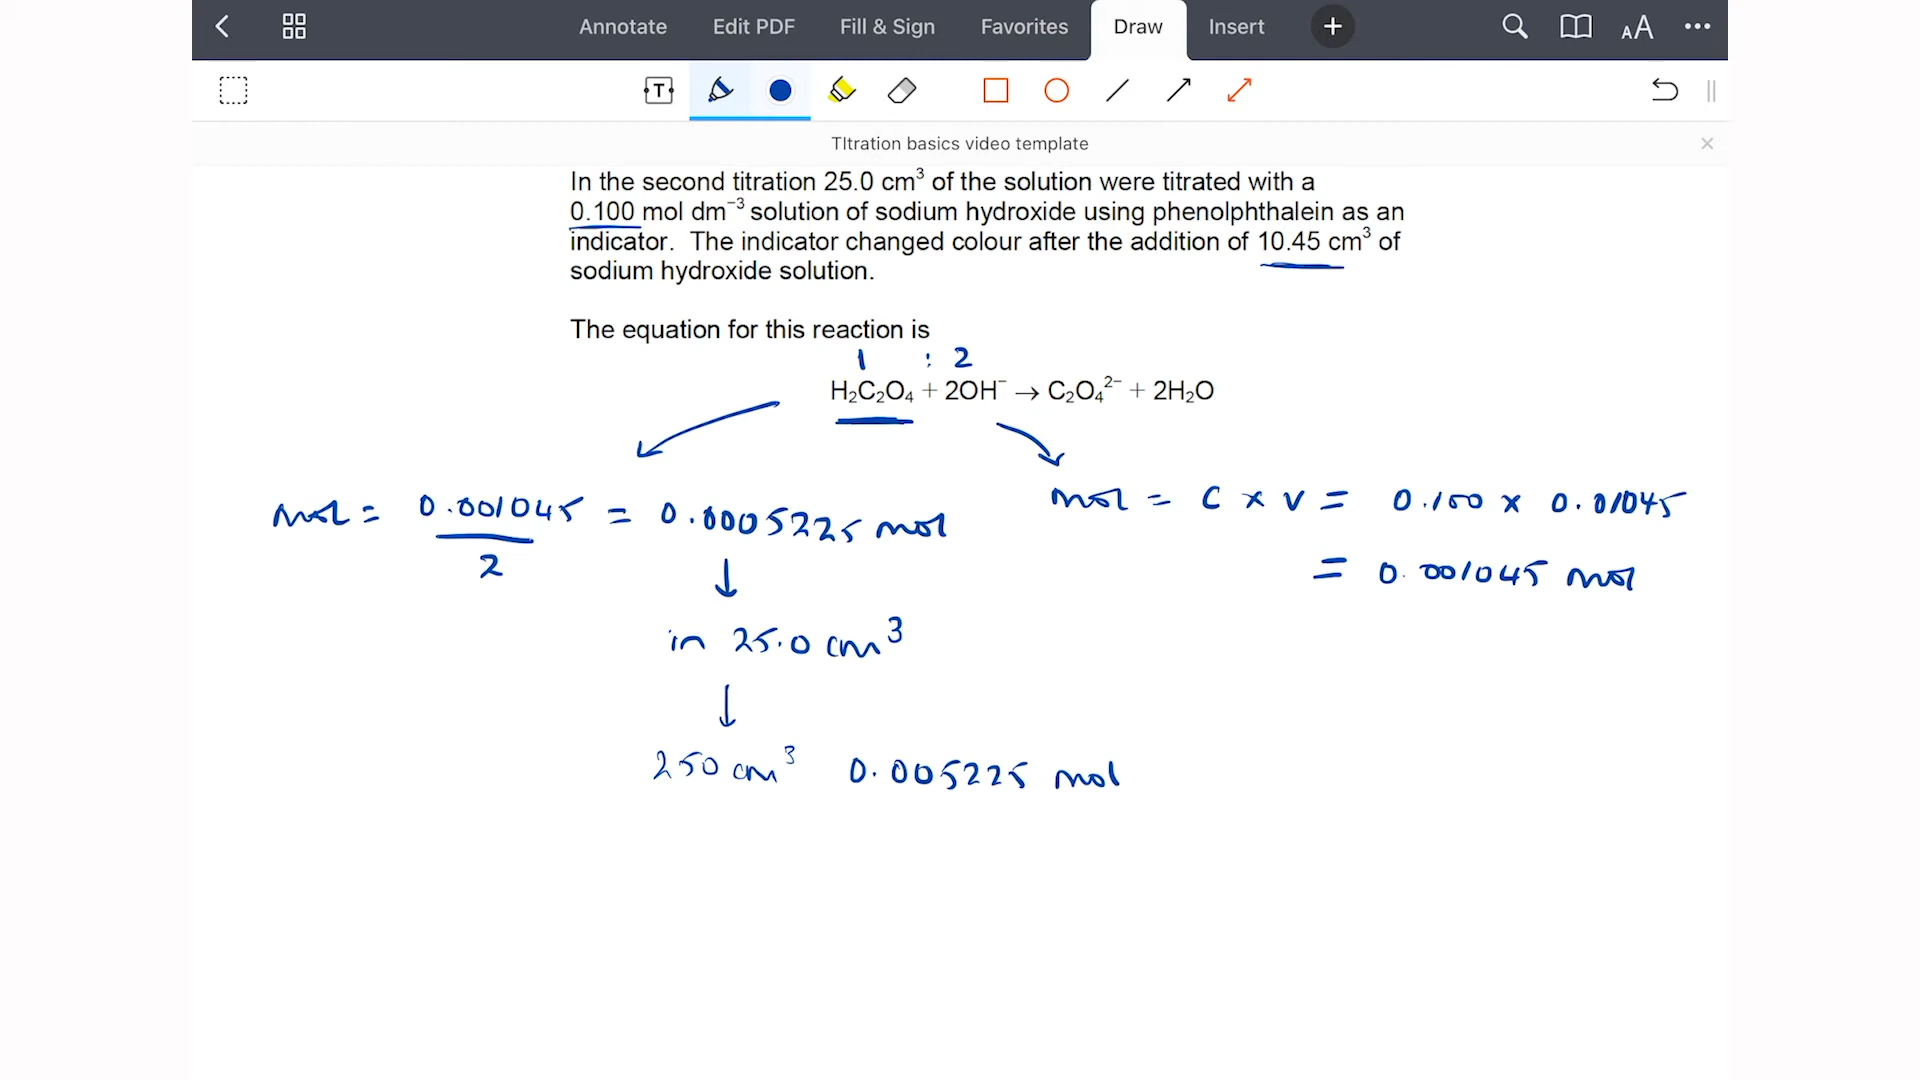 Annotate Edit PDF Fill & Sign Favorites Draw Insert + AA
T
TItration basics video template
In the second titration 25.0 cm³ of the solution were titrated with a
0.100 mol dm⁻³ solution of sodium hydroxide using phenolphthalein as an
indicator. The indicator changed colour after the addition of 10.45 cm³ of
sodium hydroxide solution.
The equation for this reaction is
1 : 2
H₂C₂O₄ + 2OH⁻ → C₂O₄²⁻ + 2H₂O
mol = C × V = 0.100 × 0.01045
= 0.001045 mol
mol = 0.001045 / 2 = 0.0005225 mol
↓
in 25.0 cm³
↓
250 cm³ 0.005225 mol